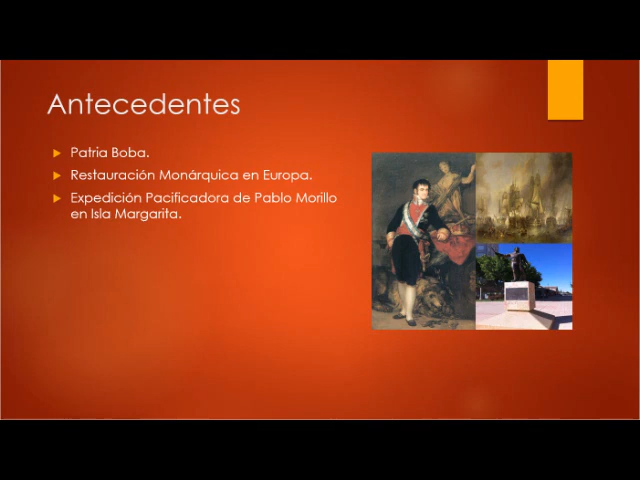 Antecedentes
Patria Boba.
Restauración Monárquica en Europa.
Expedición Pacificadora de Pablo Morillo
en Isla Margarita.